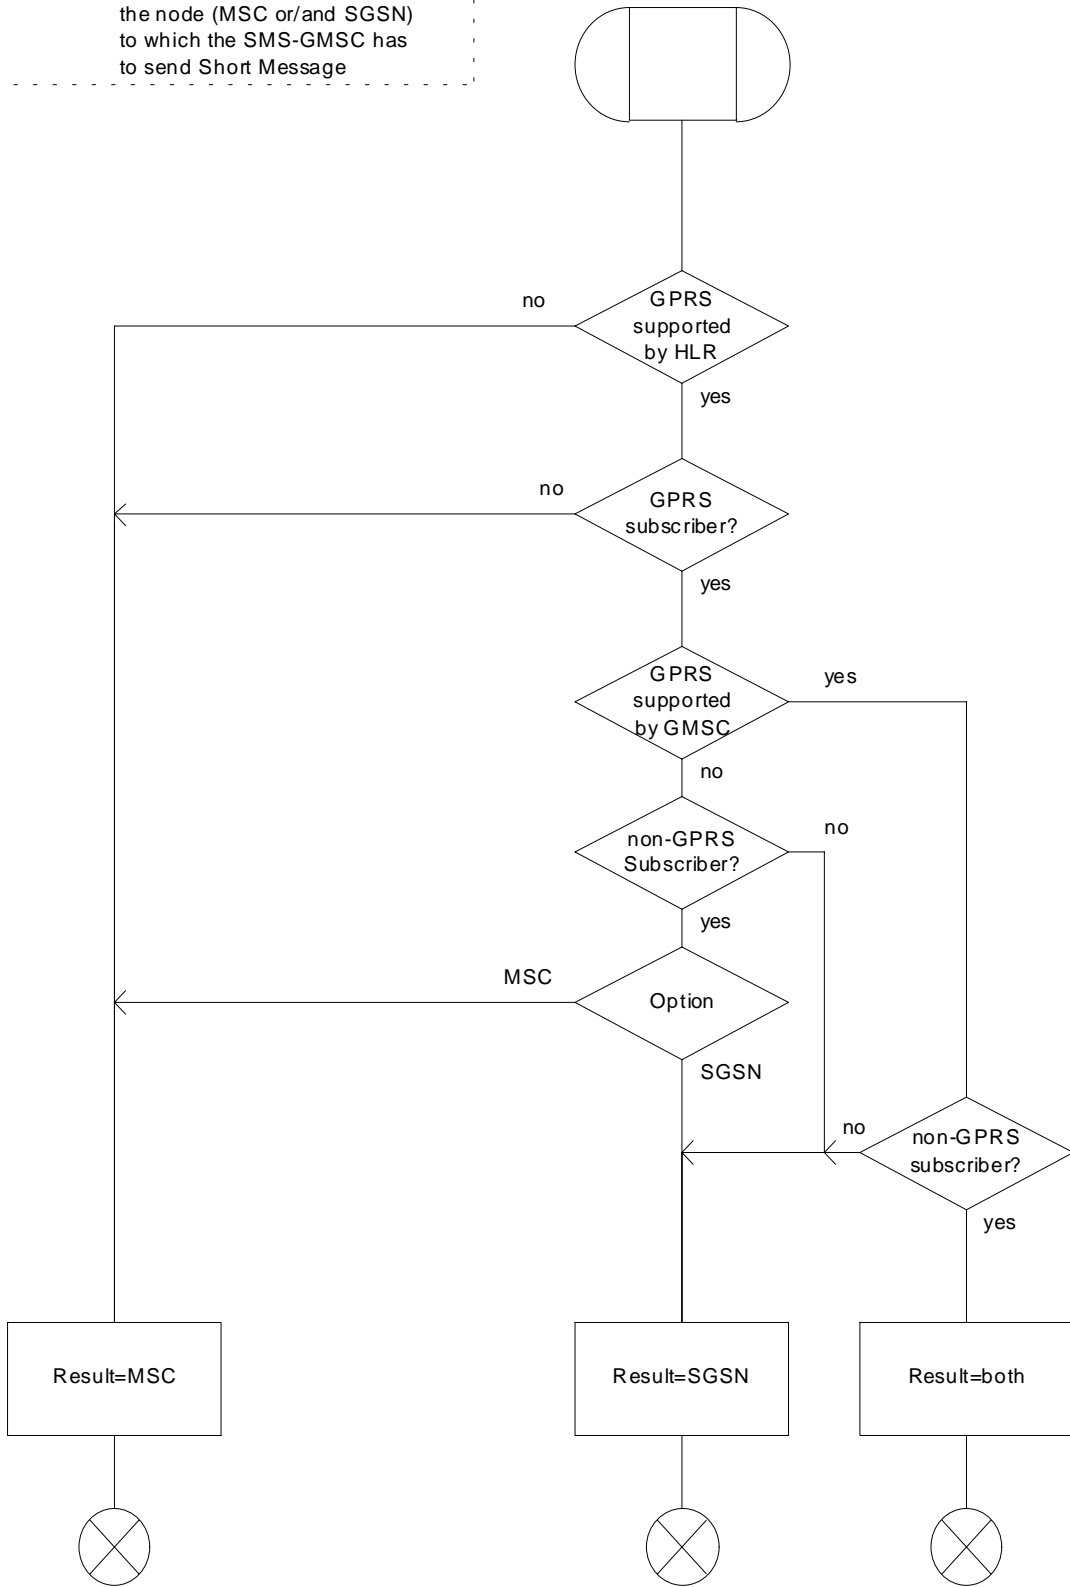 the node (MSC or/and SGSN)
to which the SMS-GMSC has
to send Short Message
no
GPRS
supported
by HLR
yes
no
GPRS
subscriber?
yes
GPRS
supported
by GMSC
yes
no
non-GPRS
Subscriber?
no
yes
MSC
Option
SGSN
no
non-GPRS
subscriber?
yes
Result=MSC
Result=SGSN
Result=both